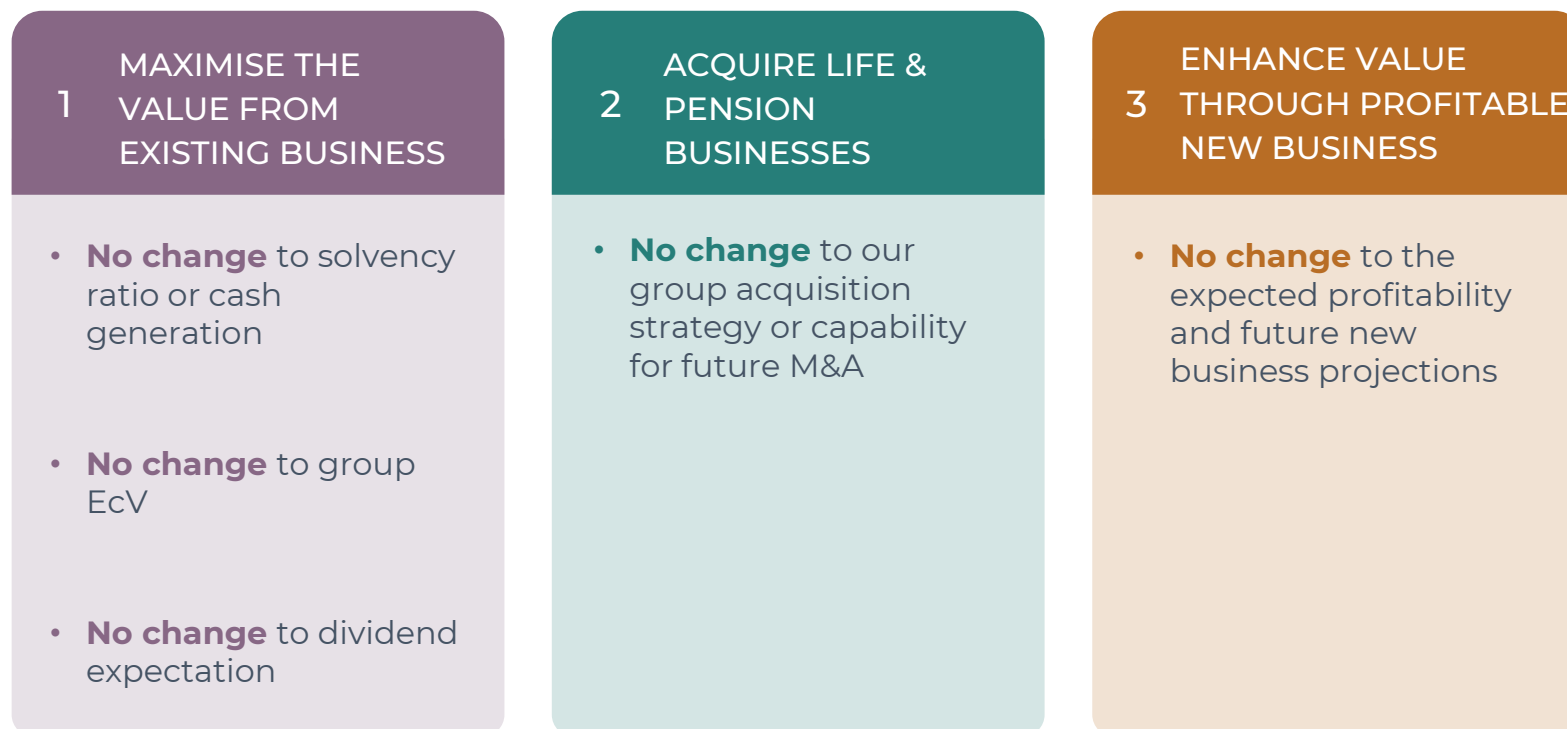 1
MAXIMISE THE
VALUE FROM
EXISTING BUSINESS
• No change to solvency
ratio or cash
generation
• No change to group
EcV
• No change to dividend
expectation
2
ACQUIRE LIFE &
PENSION
BUSINESSES
• No change to our
group acquisition
strategy or capability
for future M&A
3
ENHANCE VALUE
THROUGH PROFITABLE
NEW BUSINESS
• No change to the
expected profitability
and future new
business projections